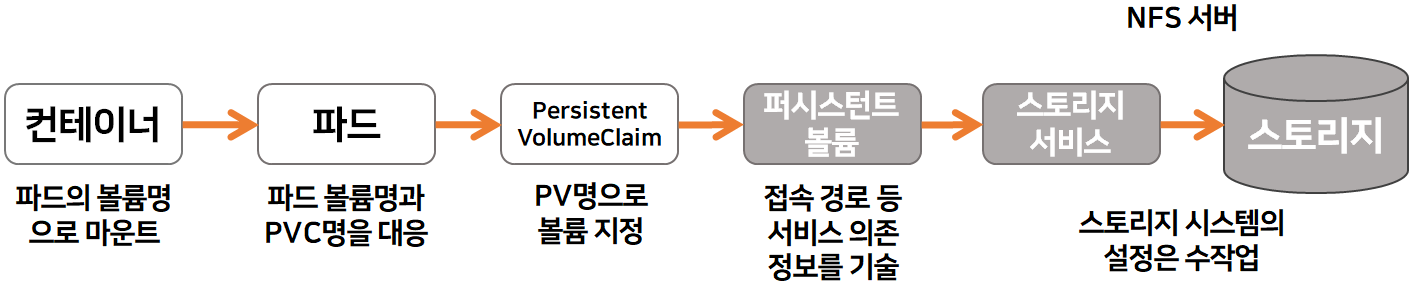 NFS 서버
컨테이너
파드
Persistent
VolumeClaim
퍼시스턴트
볼륨
스토리지
서비스
스토리지
파드의 볼륨명
으로 마운트
파드 볼륨명과
PVC명을 대응
PV명으로
볼륨 지정
접속 경로 등
서비스 의존
정보를 기술
스토리지 시스템의
설정은 수작업